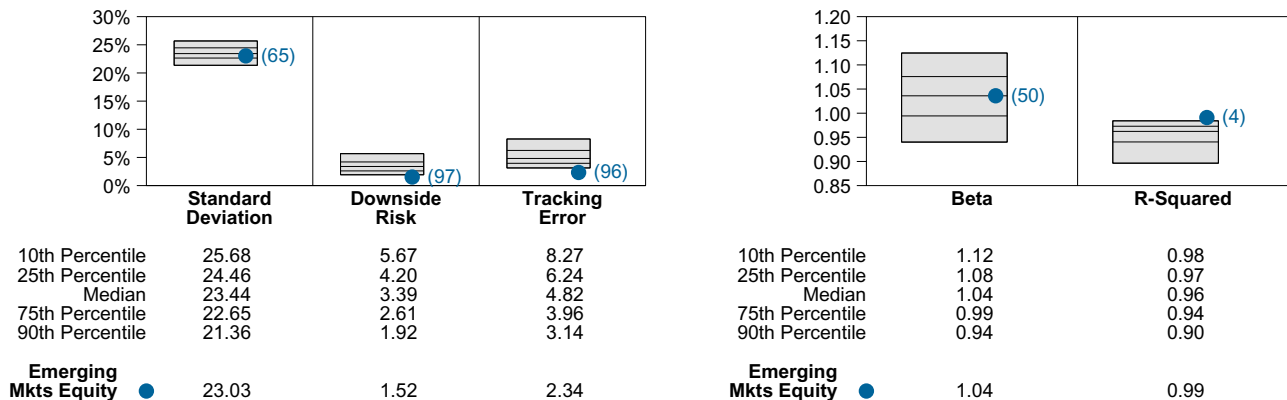 30%
25%
20%
15%
10%
5%
0%
(65)
(97)
(96)
Standard
Deviation
Downside
Risk
Tracking
Error
10th Percentile 25.68 5.67 8.27
25th Percentile 24.46 4.20 6.24
Median 23.44 3.39 4.82
75th Percentile 22.65 2.61 3.96
90th Percentile 21.36 1.92 3.14
Emerging
Mkts Equity 23.03 1.52 2.34
1.20
1.15
1.10
1.05
1.00
0.95
0.90
0.85
(50)
(4)
Beta R-Squared
10th Percentile 1.12 0.98
25th Percentile 1.08 0.97
Median 1.04 0.96
75th Percentile 0.99 0.94
90th Percentile 0.94 0.90
Emerging
Mkts Equity 1.04 0.99